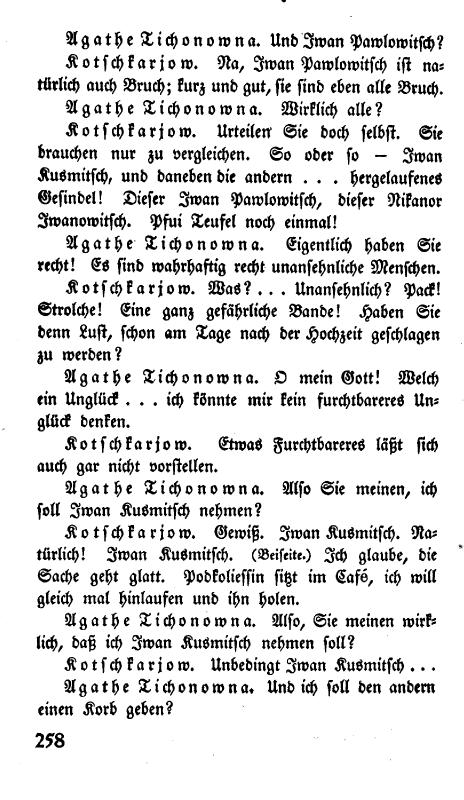 Agathe Tichonowna. Und Iwan Pawlowitsch?
Kotschkarjow. Na, Iwan Pawlowitsch ist na-
türlich auch Bruch; kurz und gut, sie sind eben alle Bruch.
Agathe Tichonowna. Wirklich alle?
Kotschkarjow. Urteilen Sie doch selbst. Sie
brauchen nur zu vergleichen. So oder so — Iwan
Kusmitsch, und daneben die andern . . . hergelaufenes
Gesindel! Dieser Iwan Pawlowitsch, dieser Nikanor
Iwanowitsch. Pfui Teufel noch einmal!
Agathe Tichonowna. Eigentlich haben Sie
recht! Es sind wahrhaftig recht unansehnliche Menschen.
Kotschkarjow. Was? . . . Unansehnlich? Pack!
Strolche! Eine ganz gefährliche Bande! Haben Sie
denn Lust, schon am Tage nach der Hochzeit geschlagen
zu werden?
Agathe Tichonowna. O mein Gott! Welch
ein Unglück . . . ich könnte mir kein furchtbareres Un-
glück denken.
Kotschkarjow. Etwas Furchtbareres läßt sich
auch gar nicht vorstellen.
Agathe Tichonowna. Also Sie meinen, ich
soll Iwan Kusmitsch nehmen?
Kotschkarjow. Gewiß. Iwan Kusmitsch. Na-
türlich! Iwan Kusmitsch. (Beiseite.) Ich glaube, die
Sache geht glatt. Podkoliessin sitzt im Café, ich will
gleich mal hinlaufen und ihn holen.
Agathe Tichonowna. Also, Sie meinen wirk-
lich, daß ich Iwan Kusmitsch nehmen soll?
Kotschkarjow. Unbedingt Iwan Kusmitsch . . .
Agathe Tichonowna. Und ich soll den andern
einen Korb geben?
258